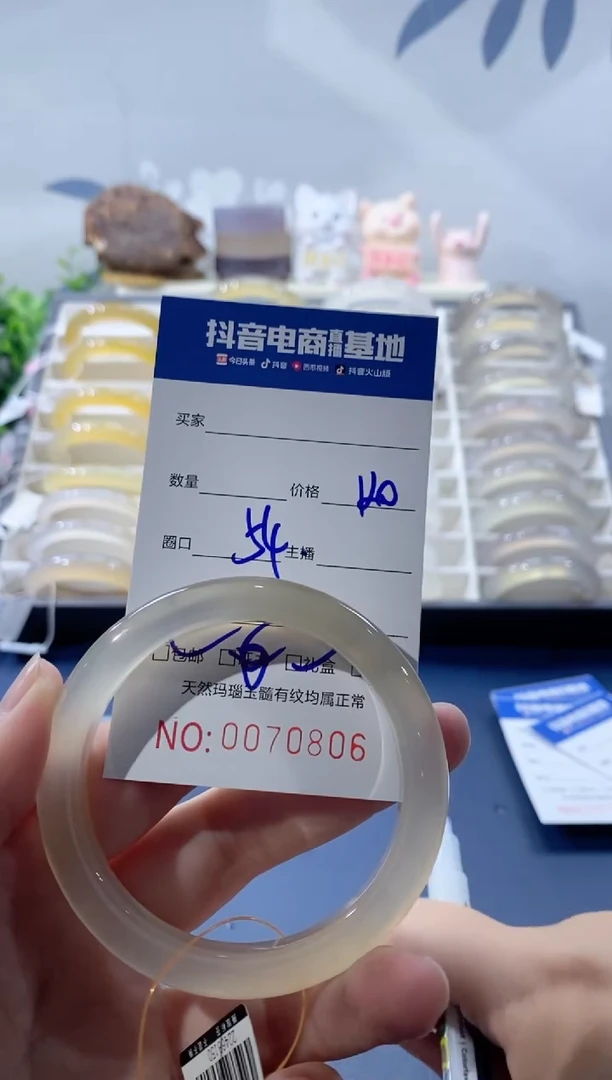 抖音电商直播基地
今日头条 抖音 西瓜视频 抖音火山版
买家
数量 价格
圈口 54 主播
包邮 礼盒
天然玛瑙玉髓有纹均属正常
NO: 0070806